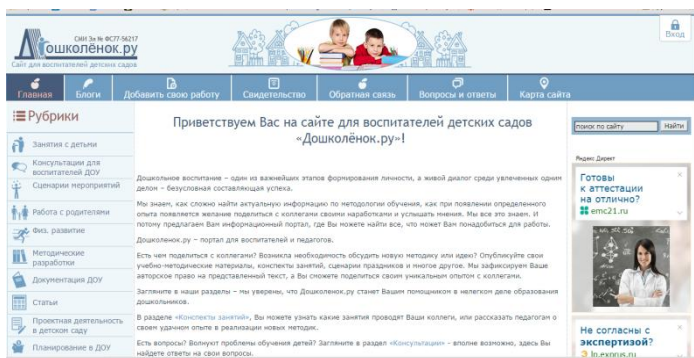 СМИ Эл № ФС77-56217
Дошколёнок.ру
Сайт для воспитателей детских садов
Вход
Главная
Блоги
Добавить свою работу
Свидетельство
Обратная связь
Вопросы и ответы
Карта сайта
Рубрики
Занятия с детьми
Консультации для
воспитателей ДОУ
Сценарии мероприятий
Работа с родителями
Физ. развитие
Методические
разработки
Документация ДОУ
Статьи
Проектная деятельность
в детском саду
Планирование в ДОУ
Приветствуем Вас на сайте для воспитателей детских садов
«Дошколёнок.ру»!
Дошкольное воспитание – один из важнейших этапов формирования личности, а живой диалог среди увлеченных одним
делом – безусловная составляющая успеха.
Мы знаем, как сложно найти актуальную информацию по методологии обучения, как при появлении определенного
опыта появляется желание поделиться с коллегами своими наработками и услышать мнения. Мы все это знаем. И
потому предлагаем Вам информационный портал, где Вы можете найти все, что может Вам понадобиться для работы.
Дошколенок.ру – портал для воспитателей и педагогов.
Есть чем поделиться с коллегами? Возникла необходимость обсудить новую методику или идею? Опубликуйте свои
учебно-методические материалы, конспекты занятий, сценарии праздников и многое другое. Мы зафиксируем Ваше
авторское право на представленный текст, а Вы сможете поделиться своим уникальным опытом с коллегами.
Загляните в наши разделы – мы уверены, что Дошколенок.ру станет Вашим помощником в нелегком деле образования
дошкольников.
В разделе «Конспекты занятий», Вы можете узнать какие занятия проводят Ваши коллеги, или рассказать педагогам о
своем удачном опыте в реализации новых методик.
Есть вопросы? Волнуют проблемы обучения детей? Загляните в раздел «Консультации» – вполне возможно, здесь Вы
найдете ответы на свои вопросы.
поиск по сайту
Найти
Яндекс.Директ
Готовы
к аттестации
на отлично?
emc21.ru
Не согласны с
экспертизой?
ln.exprus.ru